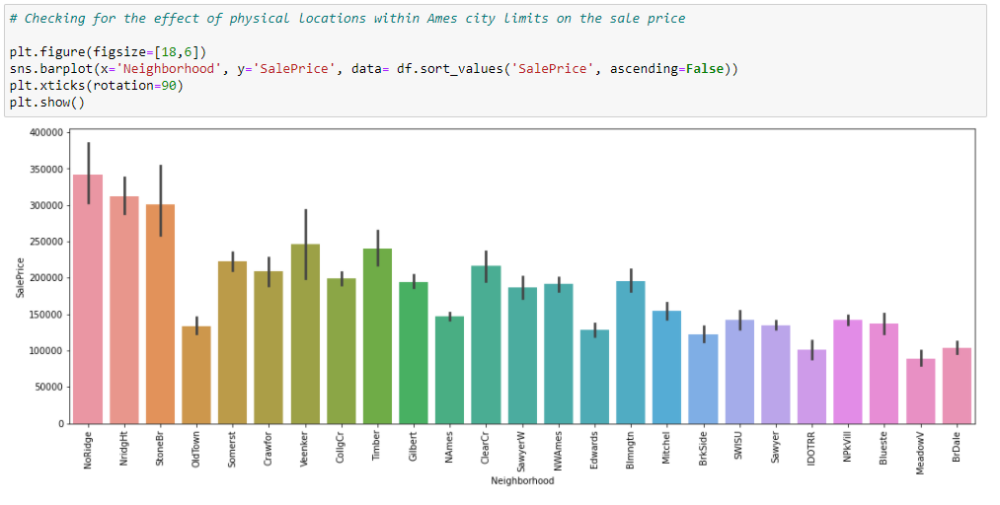 # Checking for the effect of physical locations within Ames city limits on the sale price
plt.figure(figsize=[18,6])
sns.barplot(x='Neighborhood', y='SalePrice', data= df.sort_values('SalePrice', ascending=False))
plt.xticks(rotation=90)
plt.show()
400000
350000
300000
250000
200000
150000
100000
50000
0
SalePrice
NoRidge
NridgHt
StoneBr
OldTown
Somerst
Crawfor
Veenker
CollgCr
Timber
Gilbert
NAmes
ClearCr
SawyerW
NWAmes
Edwards
Blmngtn
Mitchel
BrkSide
SWISU
Sawyer
IDOTRR
NPkVill
Blueste
MeadowV
BrDale
Neighborhood